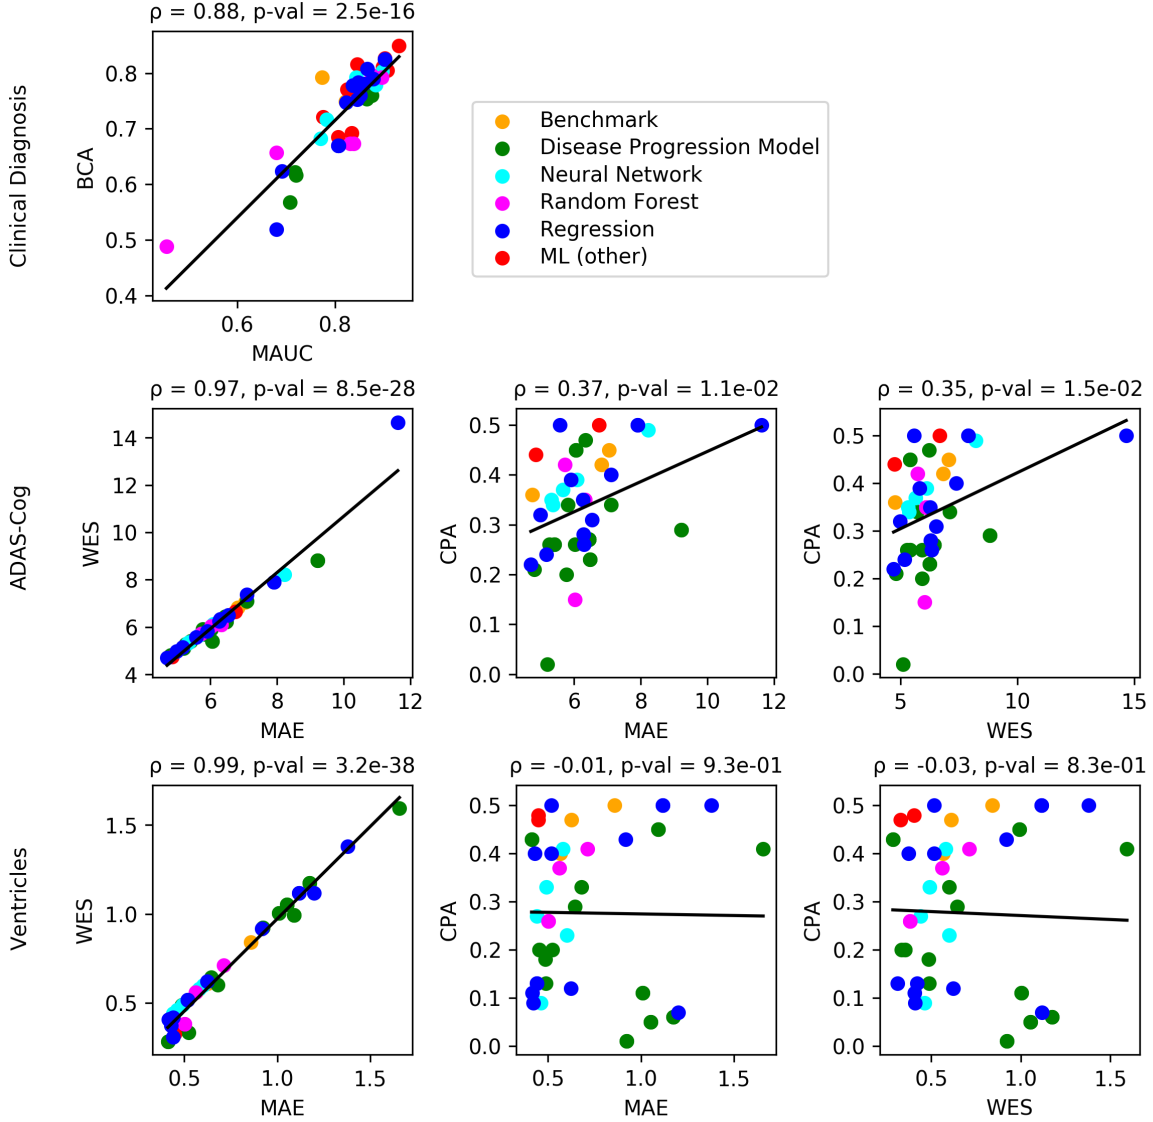 ρ = 0.88, p-val = 2.5e-16
Clinical Diagnosis
BCA
0.8
0.7
0.6
0.5
0.4
0.6 0.8
MAUC
Benchmark
Disease Progression Model
Neural Network
Random Forest
Regression
ML (other)
ρ = 0.97, p-val = 8.5e-28
ADAS-Cog
WES
14
12
10
8
6
4
6 8 10 12
MAE
ρ = 0.37, p-val = 1.1e-02
CPA
0.5
0.4
0.3
0.2
0.1
0.0
6 8 10 12
MAE
ρ = 0.35, p-val = 1.5e-02
CPA
0.5
0.4
0.3
0.2
0.1
0.0
5 10 15
WES
ρ = 0.99, p-val = 3.2e-38
Ventricles
WES
1.5
1.0
0.5
0.5 1.0 1.5
MAE
ρ = -0.01, p-val = 9.3e-01
CPA
0.5
0.4
0.3
0.2
0.1
0.0
0.5 1.0 1.5
MAE
ρ = -0.03, p-val = 8.3e-01
CPA
0.5
0.4
0.3
0.2
0.1
0.0
0.5 1.0 1.5
WES